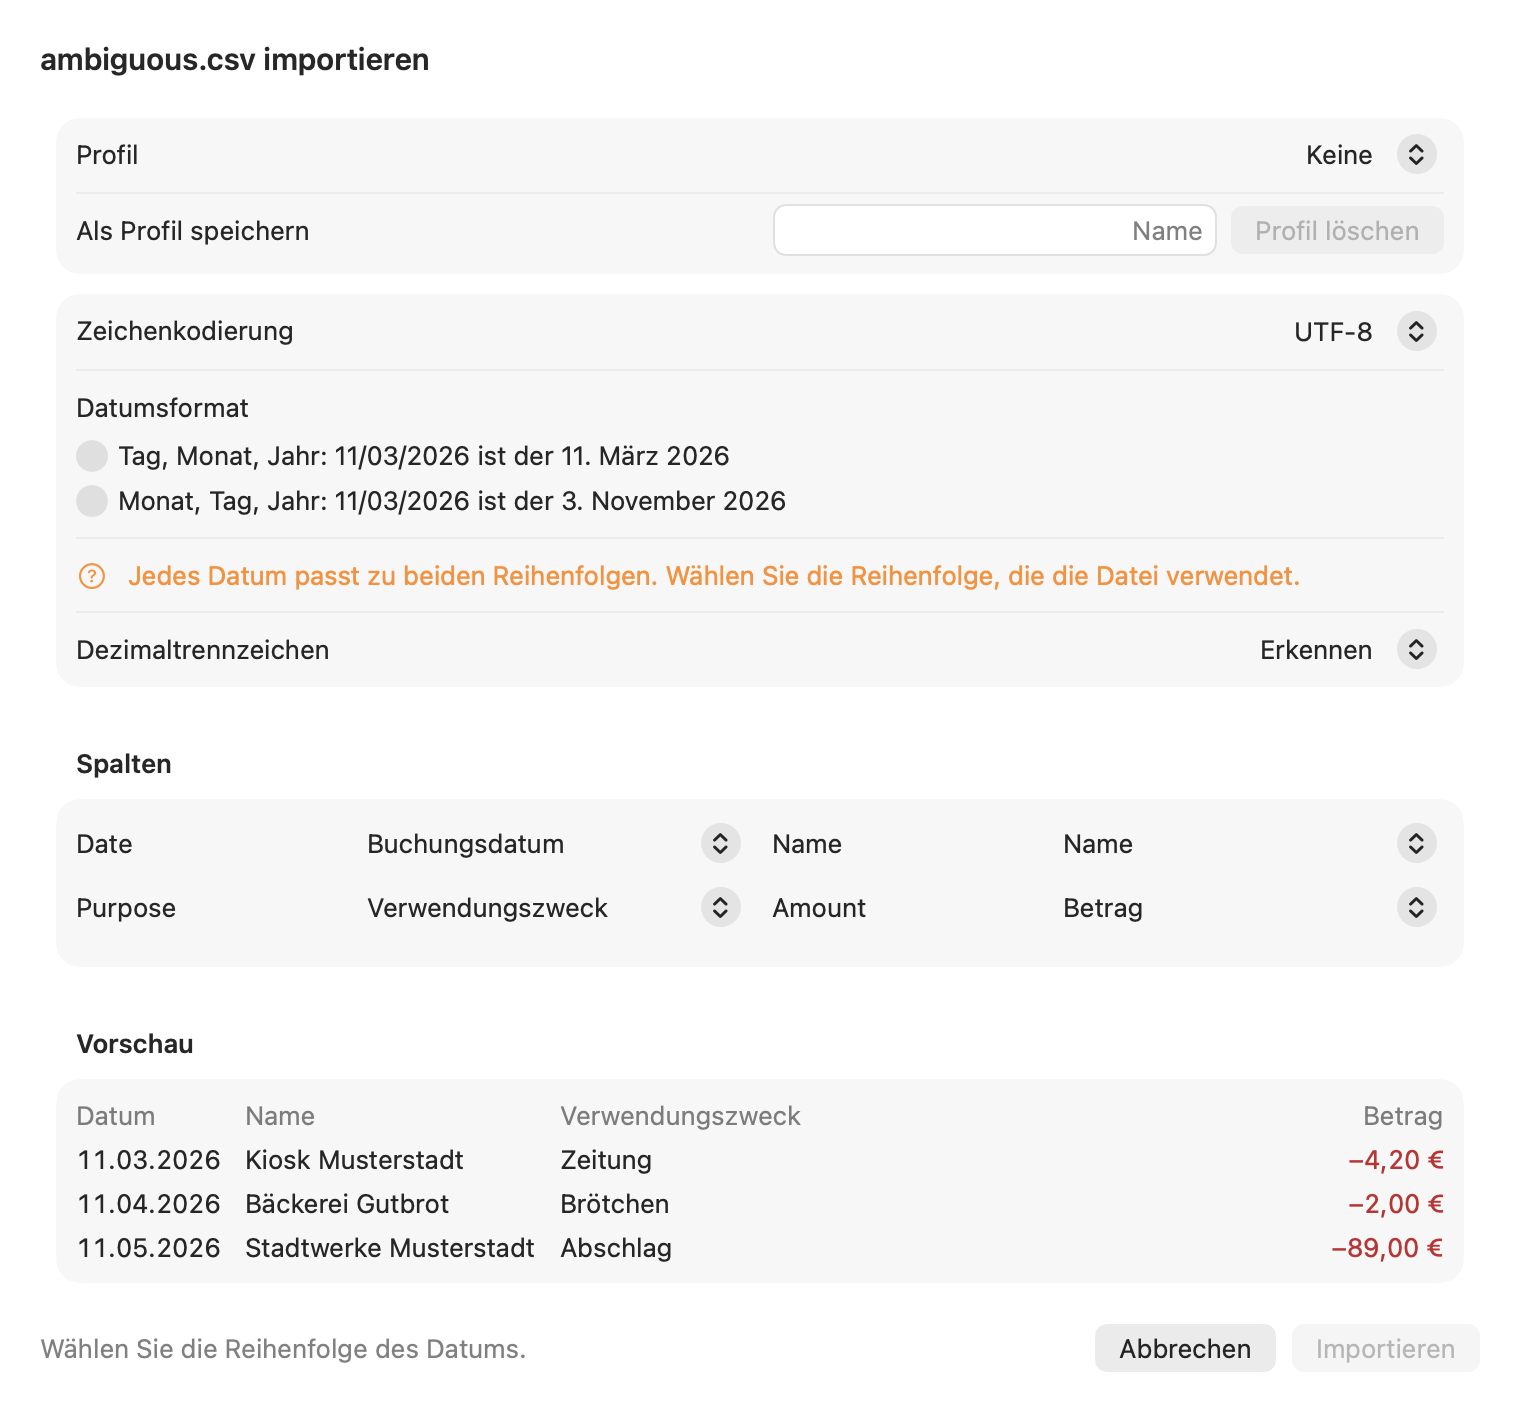 ambiguous.csv importieren
Profil Keine
Als Profil speichern Name Profil löschen
Zeichenkodierung UTF-8
Datumsformat
Tag, Monat, Jahr: 11/03/2026 ist der 11. März 2026
Monat, Tag, Jahr: 11/03/2026 ist der 3. November 2026
Jedes Datum passt zu beiden Reihenfolgen. Wählen Sie die Reihenfolge, die die Datei verwendet.
Dezimaltrennzeichen Erkennen
Spalten
Date Buchungsdatum Name Name
Purpose Verwendungszweck Amount Betrag
Vorschau
Datum Name Verwendungszweck Betrag
11.03.2026 Kiosk Musterstadt Zeitung –4,20 €
11.04.2026 Bäckerei Gutbrot Brötchen –2,00 €
11.05.2026 Stadtwerke Musterstadt Abschlag –89,00 €
Wählen Sie die Reihenfolge des Datums. Abbrechen Importieren